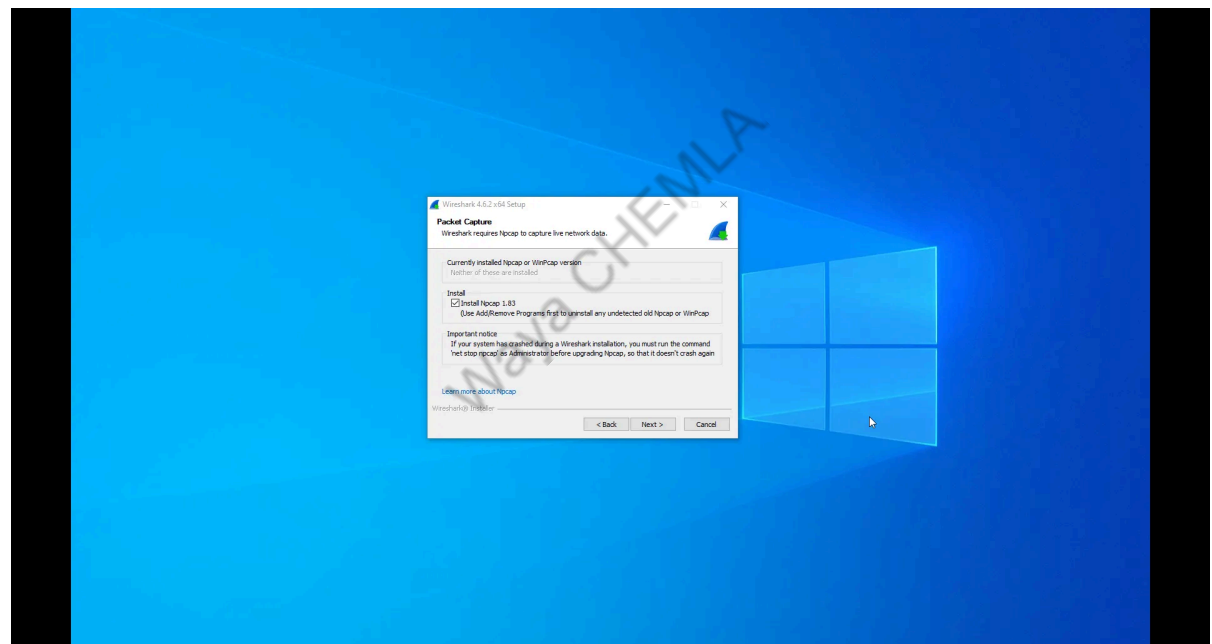 Wireshark 4.6.2 x64 Setup
Packet Capture
Wireshark requires Npcap to capture live network data.
Currently installed Npcap or WinPcap version
Neither of these are installed
Install
Install Npcap 1.83
(Use Add/Remove Programs first to uninstall any undetected old Npcap or WinPcap
Important notice
If your system has crashed during a Wireshark installation, you must run the command
'net stop npcap' as Administrator before upgrading Npcap, so that it doesn't crash again
Learn more about Npcap
Wireshark® Installer
< Back Next > Cancel
Waya CHEMLA